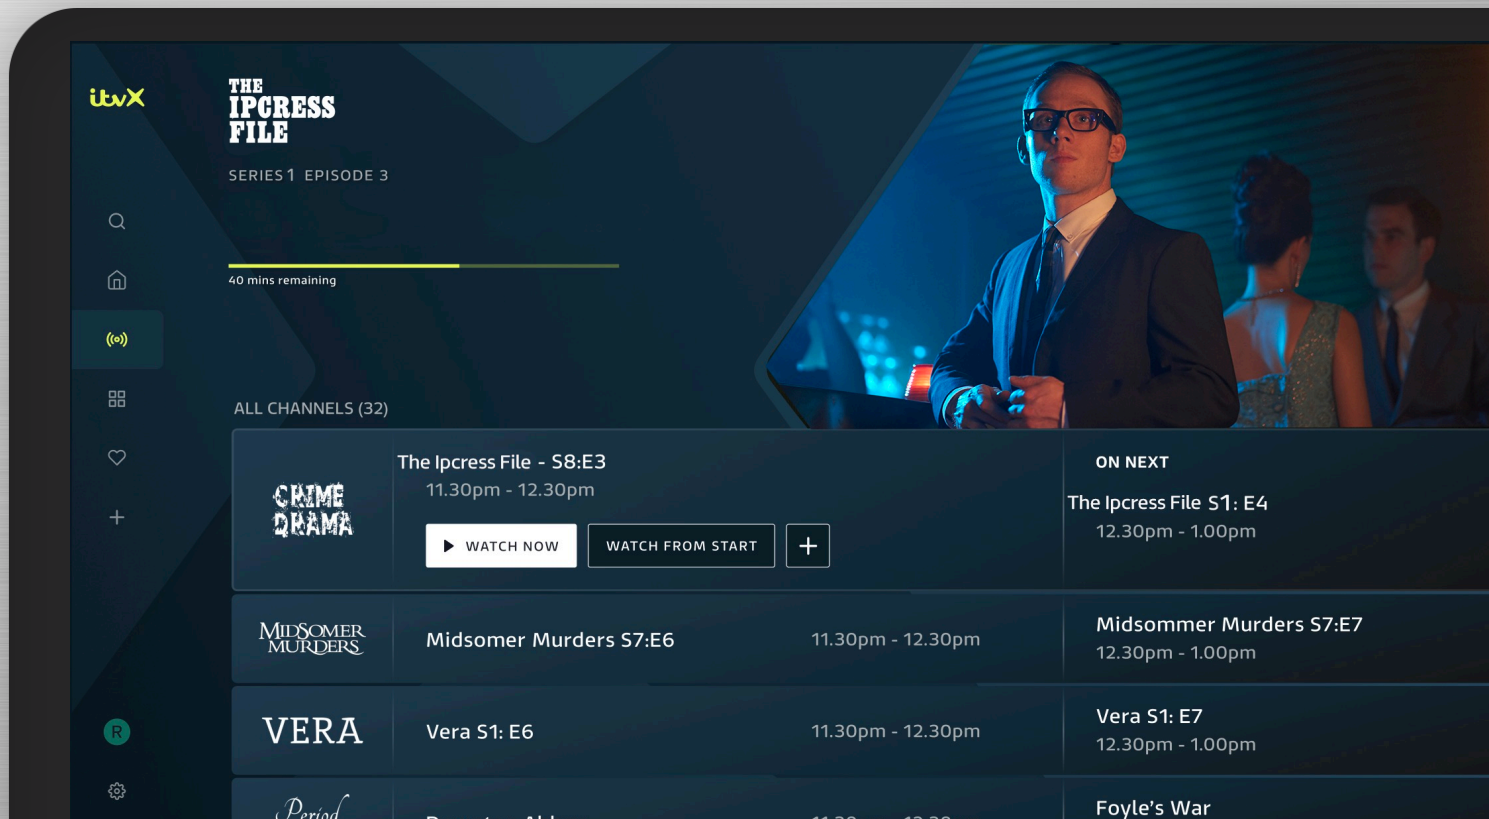 itvX
THE
IPCRESS
FILE
SERIES 1 EPISODE 3
40 mins remaining
ALL CHANNELS (32)
CRIME
DRAMA
The Ipcress File - S8:E3
11.30pm - 12.30pm
WATCH NOW
WATCH FROM START
ON NEXT
The Ipcress File S1: E4
12.30pm - 1.00pm
MIDSOMER
MURDERS
Midsomer Murders S7:E6
11.30pm - 12.30pm
Midsommer Murders S7:E7
12.30pm - 1.00pm
VERA
Vera S1: E6
11.30pm - 12.30pm
Vera S1: E7
12.30pm - 1.00pm
R
Period
Foyle's War